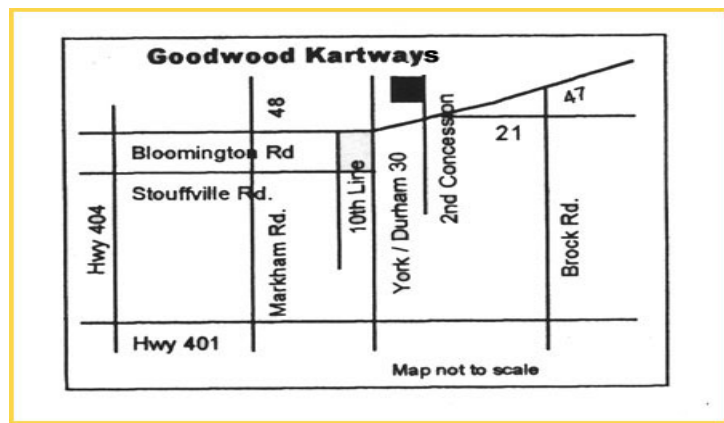 Goodwood Kartways
48
47
21
Bloomington Rd
Stouffville Rd.
Hwy 404
Markham Rd.
10th Line
York / Durham 30
2nd Concession
Brock Rd.
Hwy 401
Map not to scale